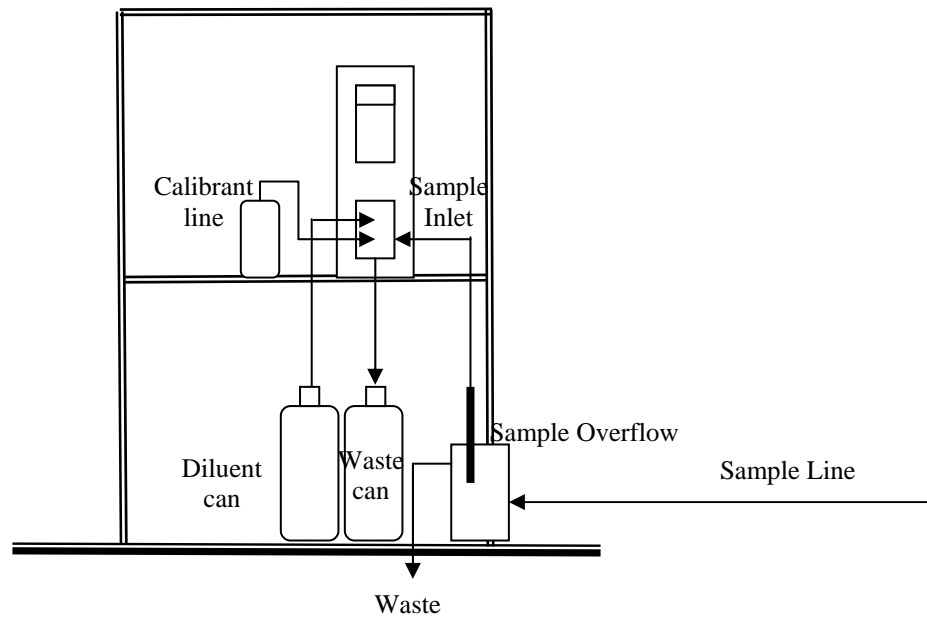 Calibrant
line
Sample
Inlet
Sample Overflow
Diluent
can
Waste
can
Sample Line
Waste